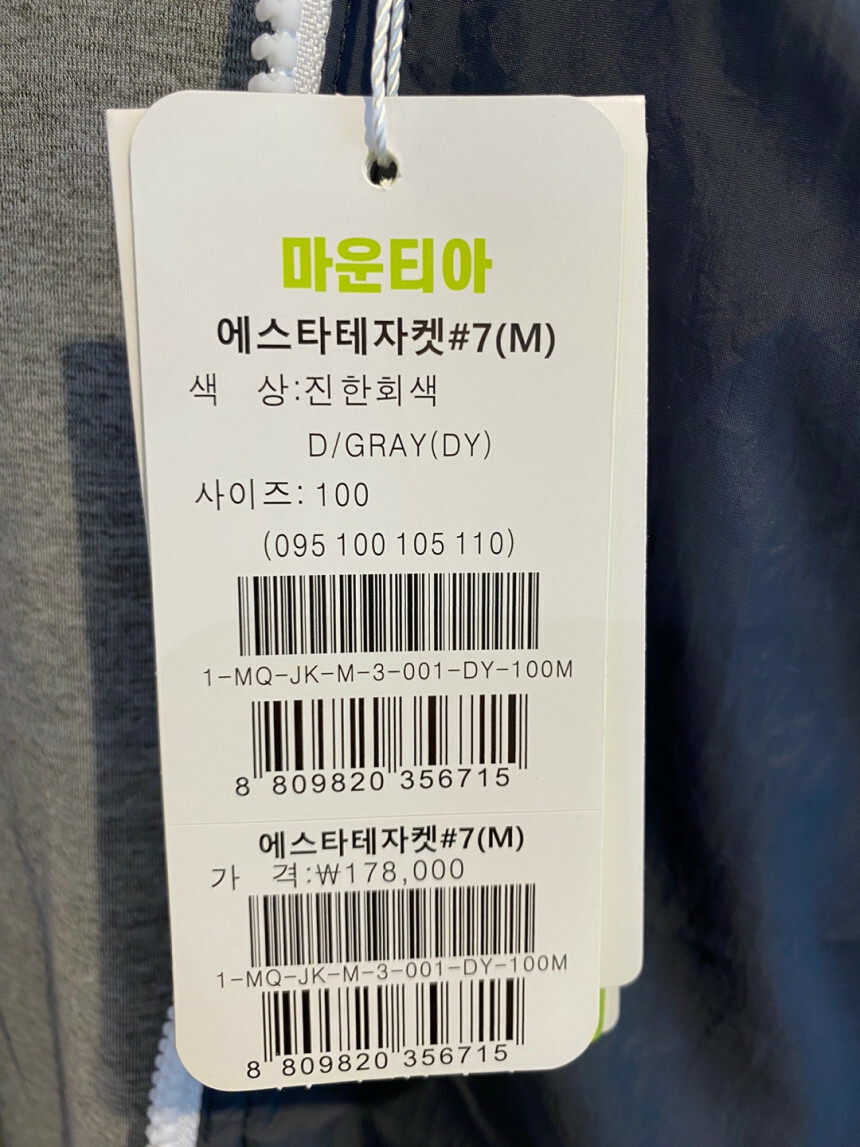 마운티아
에스타테자켓#7(M)
색 상:진한회색
D/GRAY(DY)
사이즈: 100
(095 100 105 110)
1-MQ-JK-M-3-001-DY-100M
8 809820 356715
에스타테자켓#7(M)
가 격:₩178,000
1-MQ-JK-M-3-001-DY-100M
8 809820 356715